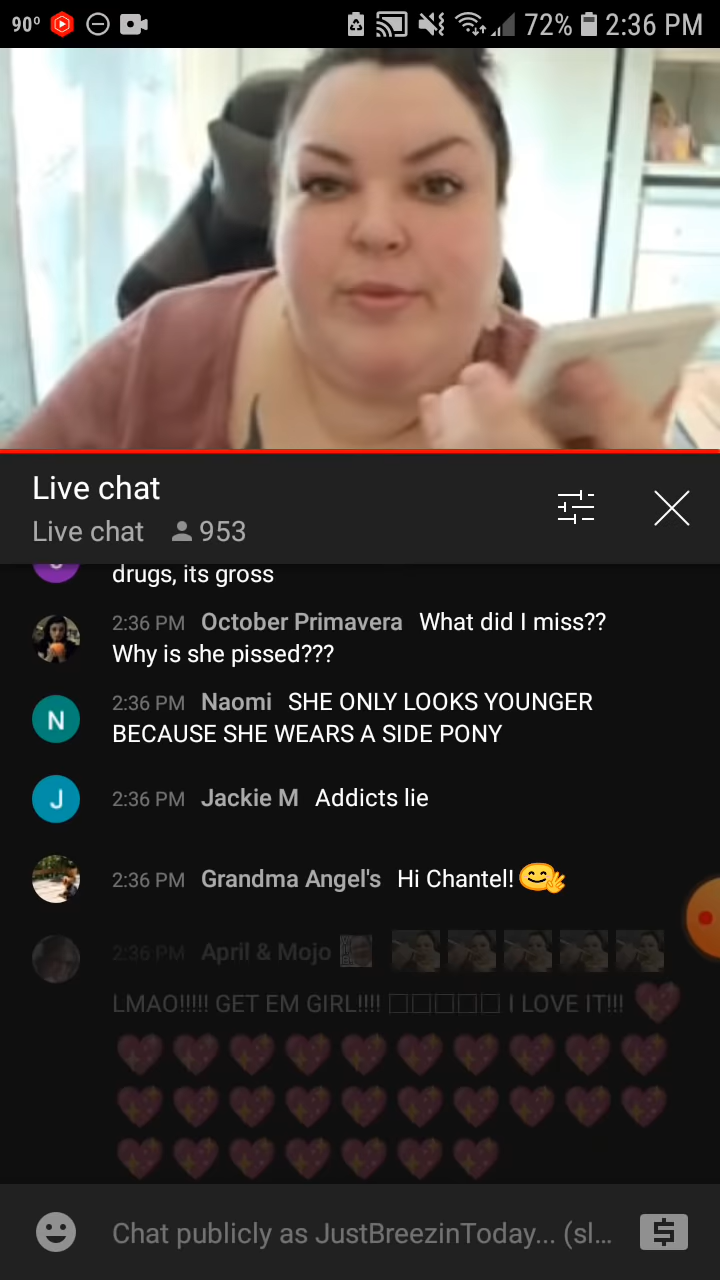 90° 72% 2:36 PM
Live chat
Live chat 953
drugs, its gross
2:36 PM October Primavera What did I miss??
Why is she pissed???
N 2:36 PM Naomi SHE ONLY LOOKS YOUNGER
BECAUSE SHE WEARS A SIDE PONY
J 2:36 PM Jackie M Addicts lie
2:36 PM Grandma Angel's Hi Chantel!
2:36 PM April & Mojo
LMAO!!!!! GET EM GIRL!!!! □□□□□ I LOVE IT!!!
Chat publicly as JustBreezinToday... (sl...